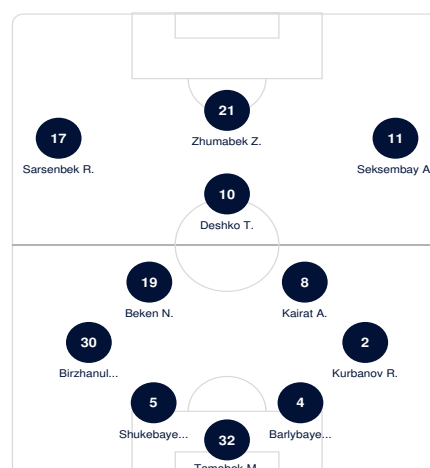 21
Zhumabek Z.
17
Sarsenbek R.
11
Seksembay A
10
Deshko T.
19
Beken N.
8
Kairat A.
30
Birzhanul...
2
Kurbanov R.
5
Shukebaye...
4
Barlybaye...
32